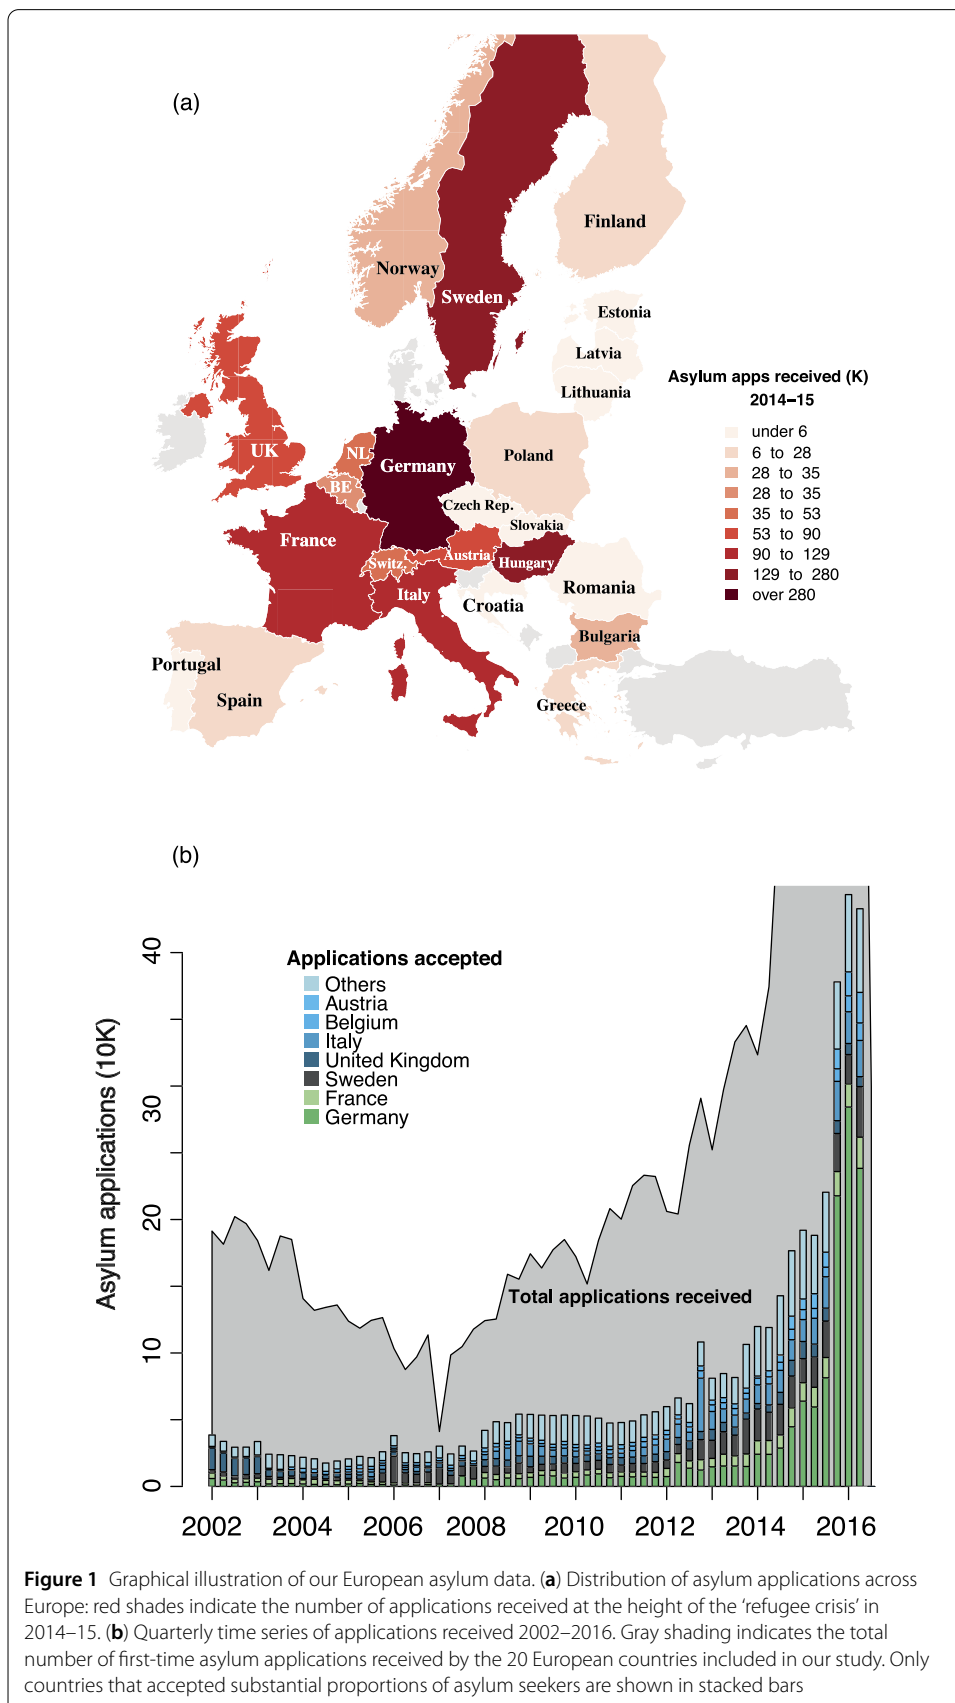 (a)
Finland
Norway
Sweden
Estonia
Latvia
Lithuania
Asylum apps received (K)
2014–15
under 6
6 to 28
28 to 35
28 to 35
35 to 53
53 to 90
90 to 129
129 to 280
over 280
UK
NL
BE
Germany
Poland
Czech Rep.
Slovakia
France
Switz.
Austria
Hungary
Italy
Croatia
Romania
Bulgaria
Portugal
Spain
Greece
(b)
Asylum applications (10K)
40
30
20
10
0
Applications accepted
Others
Austria
Belgium
Italy
United Kingdom
Sweden
France
Germany
Total applications received
2002 2004 2006 2008 2010 2012 2014 2016
Figure 1 Graphical illustration of our European asylum data. (a) Distribution of asylum applications across
Europe: red shades indicate the number of applications received at the height of the ‘refugee crisis’ in
2014–15. (b) Quarterly time series of applications received 2002–2016. Gray shading indicates the total
number of first-time asylum applications received by the 20 European countries included in our study. Only
countries that accepted substantial proportions of asylum seekers are shown in stacked bars